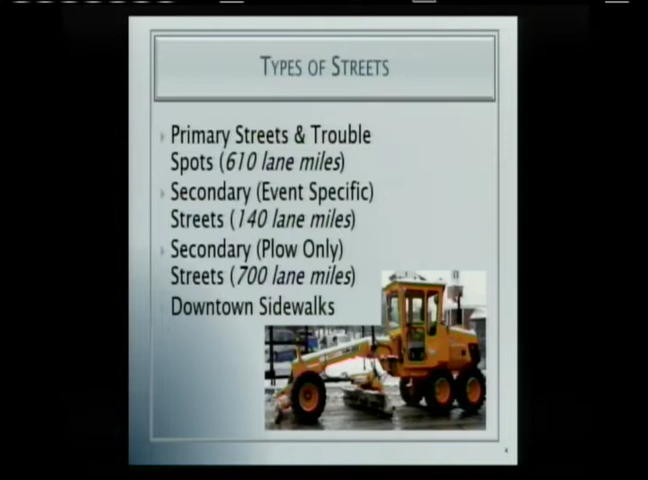 TYPES OF STREETS
Primary Streets & Trouble
Spots (610 lane miles)
Secondary (Event Specific)
Streets (140 lane miles)
Secondary (Plow Only)
Streets (700 lane miles)
Downtown Sidewalks